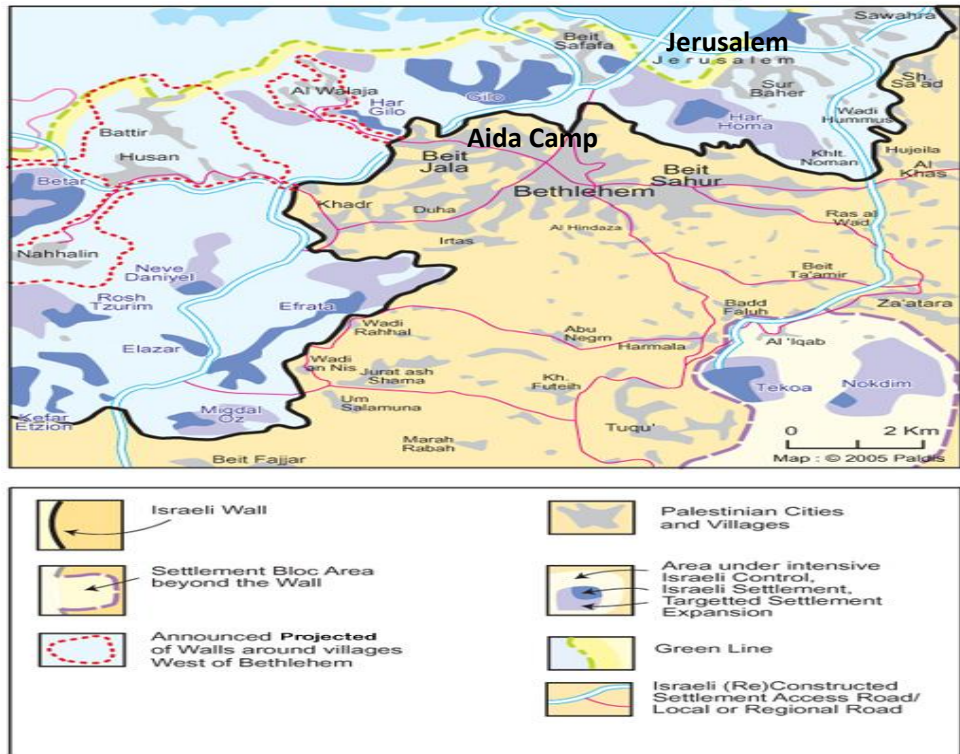 Sawahra
Beit
Safafa
Jerusalem
Jerusalem
Sh.
Sa'ad
Al Walaja
Har
Gilo
Gilo
Sur
Baher
Har
Homa
Wadi
Hummus
Battir
Husan
Betar
Aida Camp
Beit
Jala
Bethlehem
Beit
Sahur
Khlt.
Noman
Hujeila
Al
Khas
Khadr
Duha
Irtas
Al Hindaza
Ras al
Wad
Nahhalin
Neve
Daniyel
Rosh
Tzurim
Efrata
Elazar
Beit
Ta'amir
Za'atara
Badd
Faluh
Al 'Iqab
Wadi
Rahhal
Abu
Negm
Harmala
Wadi
an Nis
Jurat ash
Shama
Kh.
Futeih
Um
Salamuna
Migdal
Oz
Kefar
Etzion
Tekoa
Nokdim
Tuqu'
Marah
Rabah
Beit Fajjar
0 2 Km
Map : © 2005 PalDis
Israeli Wall
Settlement Bloc Area
beyond the Wall
Announced Projected
of Walls around villages
West of Bethlehem
Palestinian Cities
and Villages
Area under intensive
Israeli Control,
Israeli Settlement,
Targetted Settlement
Expansion
Green Line
Israeli (Re)Constructed
Settlement Access Road/
Local or Regional Road